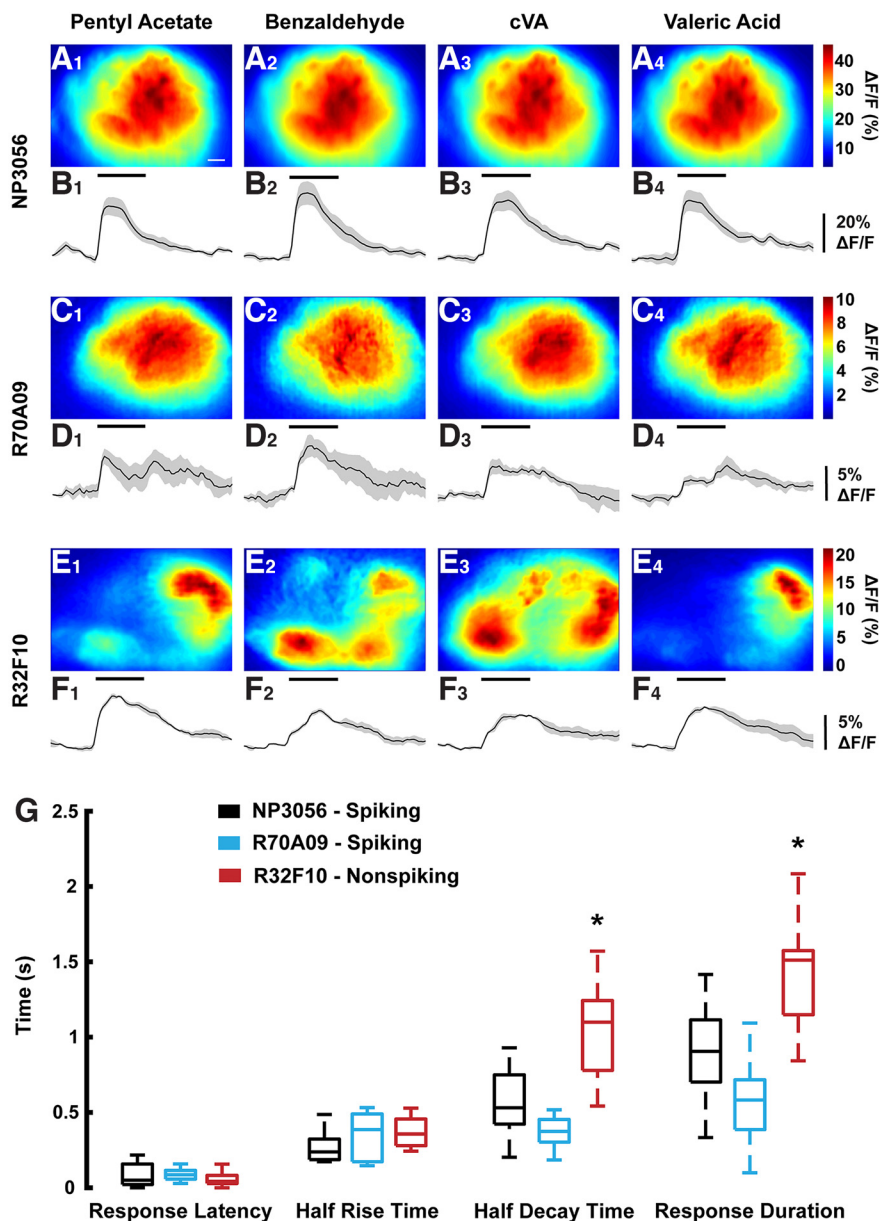 Pentyl Acetate Benzaldehyde cVA Valeric Acid
NP3056
A1 A2 A3 A4
40
30
20
10
ΔF/F (%)
B1 B2 B3 B4
20%
ΔF/F
R70A09
C1 C2 C3 C4
10
8
6
4
2
ΔF/F (%)
D1 D2 D3 D4
5%
ΔF/F
R32F10
E1 E2 E3 E4
20
15
10
5
0
ΔF/F (%)
F1 F2 F3 F4
5%
ΔF/F
G
NP3056 - Spiking
R70A09 - Spiking
R32F10 - Nonspiking
Time (s)
2.5
2
1.5
1
0.5
0
*
*
Response Latency Half Rise Time Half Decay Time Response Duration